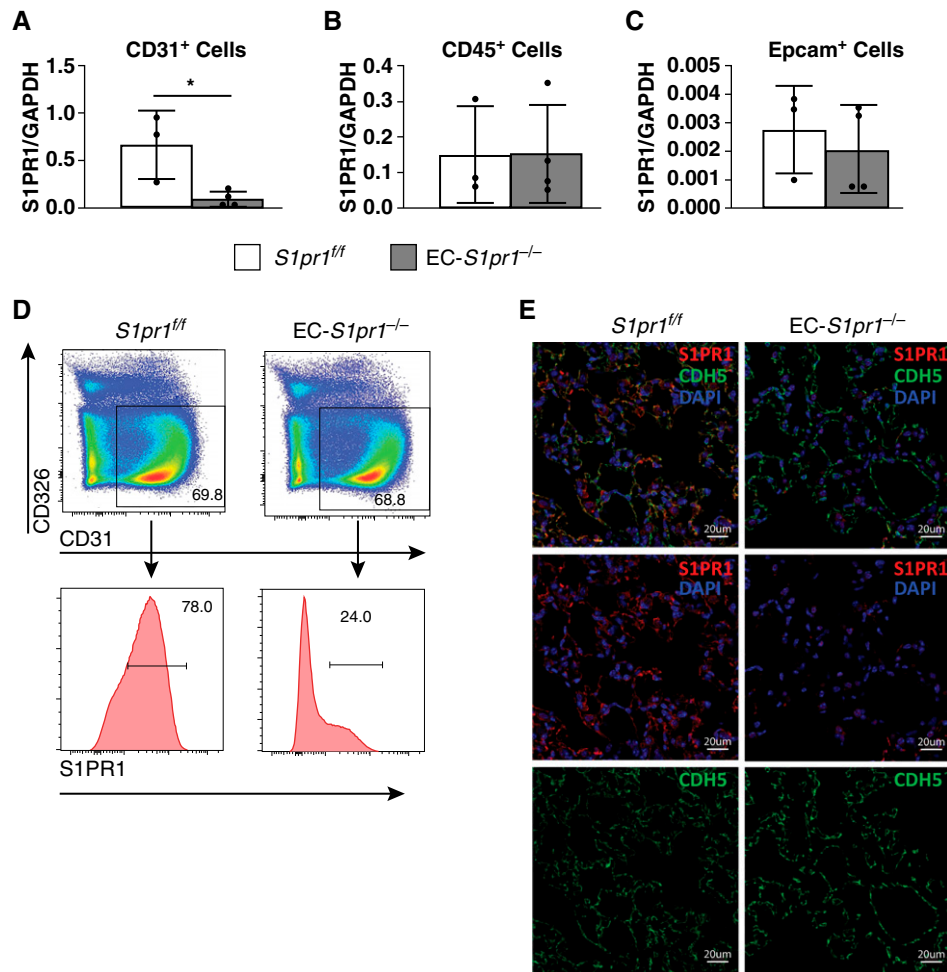 A
CD31⁺ Cells
S1PR1/GAPDH
1.5
1.0
0.5
0.0
*
B
CD45⁺ Cells
S1PR1/GAPDH
0.4
0.3
0.2
0.1
0.0
C
Epcam⁺ Cells
S1PR1/GAPDH
0.005
0.004
0.003
0.002
0.001
0.000
S1pr1f/f
EC-S1pr1–/–
D
S1pr1f/f
EC-S1pr1–/–
CD326
69.8
68.8
CD31
78.0
24.0
S1PR1
E
S1pr1f/f
EC-S1pr1–/–
S1PR1
CDH5
DAPI
20um
S1PR1
CDH5
DAPI
20um
S1PR1
DAPI
20um
S1PR1
DAPI
20um
CDH5
20um
CDH5
20um